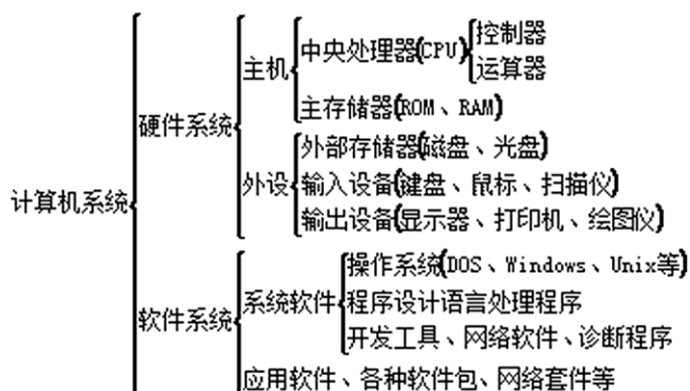 计算机系统
硬件系统
主机
中央处理器(CPU)
控制器
运算器
主存储器(ROM、RAM)
外设
外部存储器(磁盘、光盘)
输入设备(键盘、鼠标、扫描仪)
输出设备(显示器、打印机、绘图仪)
软件系统
系统软件
操作系统(DOS、Windows、Unix等)
程序设计语言处理程序
开发工具、网络软件、诊断程序
应用软件、各种软件包、网络套件等